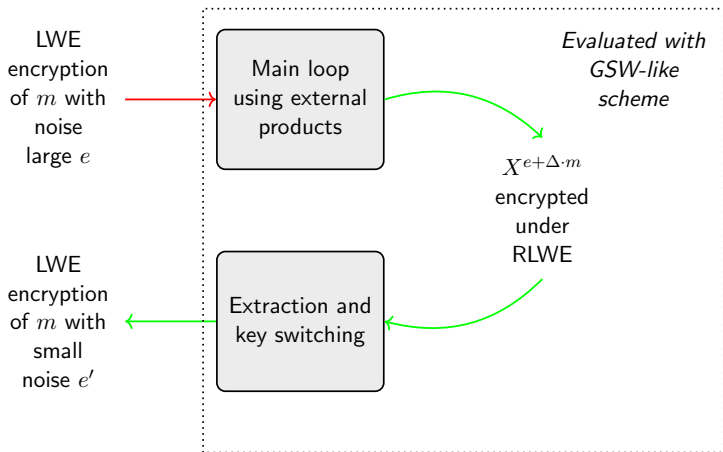 LWE
encryption
of m with
noise
large e
Main loop
using external
products
Evaluated with
GSW-like
scheme
X^{e+Δ·m}
encrypted
under
RLWE
Extraction and
key switching
LWE
encryption
of m with
small
noise e′